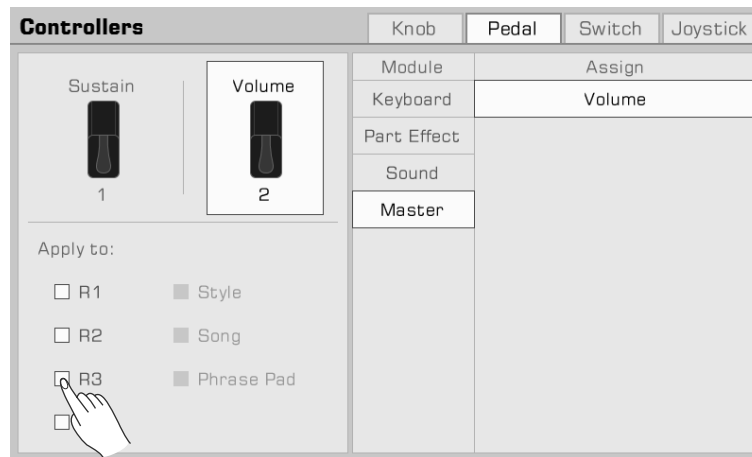 Controllers
Knob
Pedal
Switch
Joystick
Sustain
1
Volume
2
Module
Assign
Keyboard
Volume
Part Effect
Sound
Master
Apply to:
R1
Style
R2
Song
R3
Phrase Pad